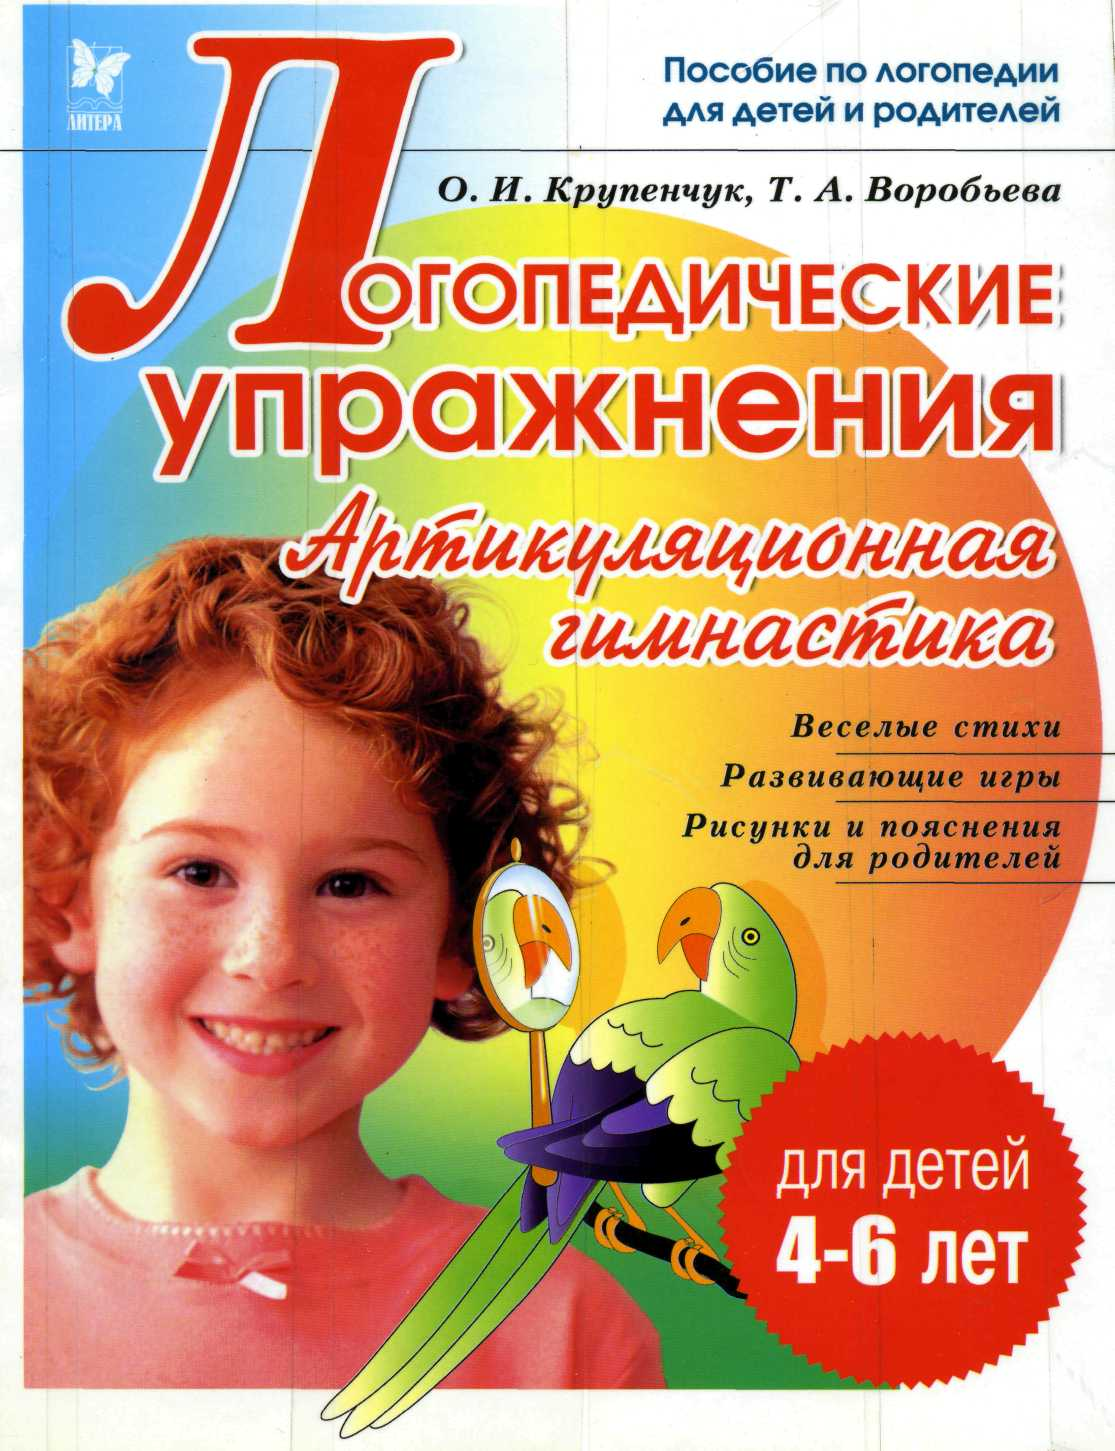 ЛИТЕРА
Пособие по логопедии
для детей и родителей
О. И. Крупенчук, Т. А. Воробьева
Логопедические
упражнения
Артикуляционная
гимнастика
Веселые стихи
Развивающие игры
Рисунки и пояснения
для родителей
для детей
4-6 лет